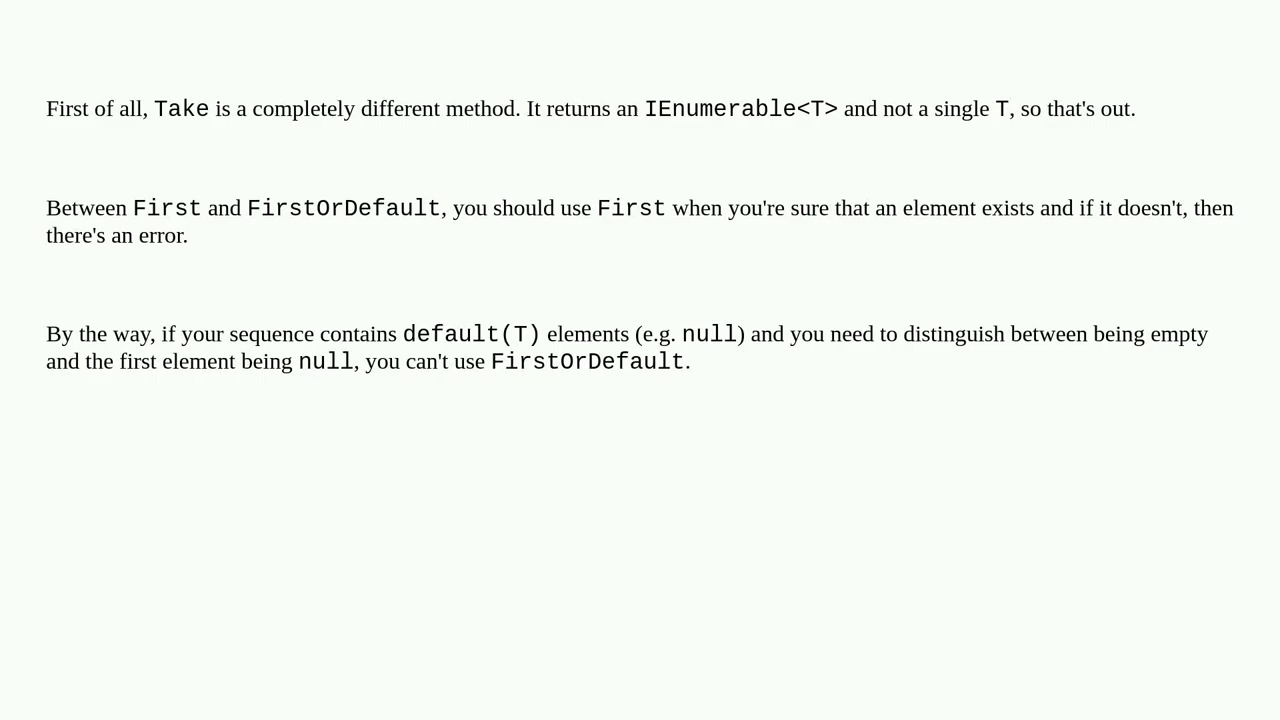 First of all, Take is a completely different method. It returns an IEnumerable<T> and not a single T, so that's out.
Between First and FirstOrDefault, you should use First when you're sure that an element exists and if it doesn't, then
there's an error.
By the way, if your sequence contains default(T) elements (e.g. null) and you need to distinguish between being empty
and the first element being null, you can't use FirstOrDefault.